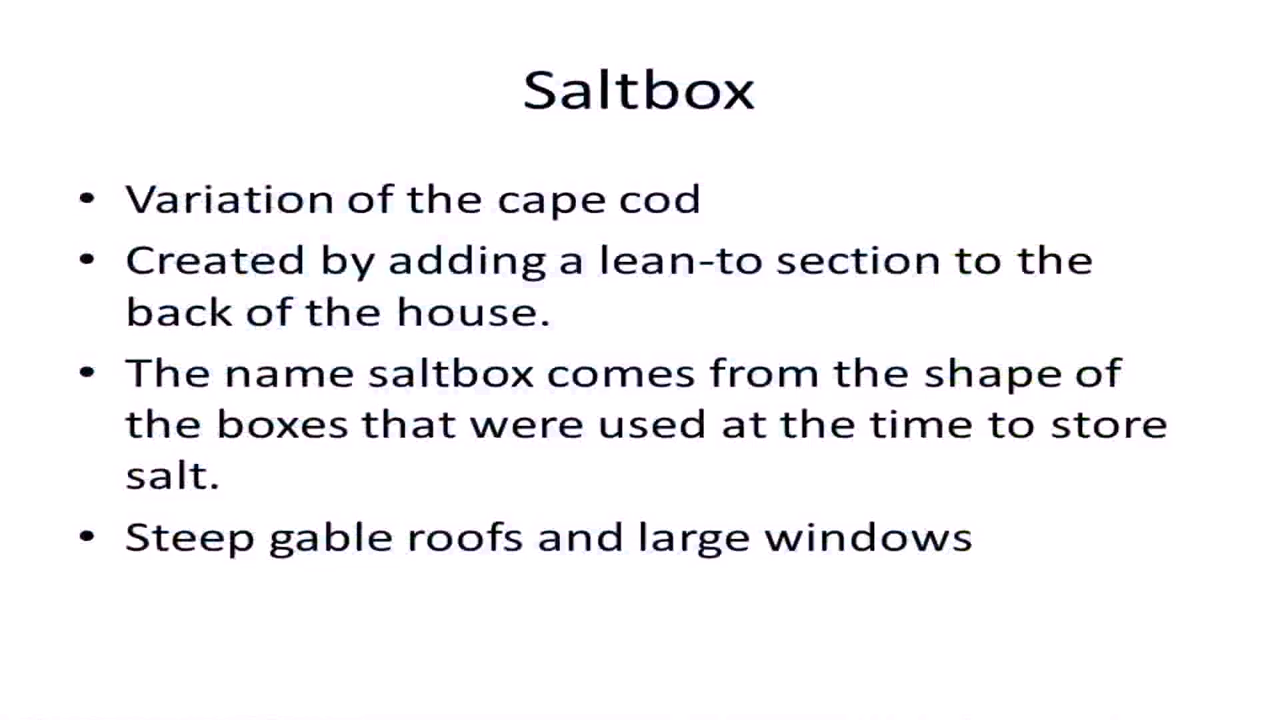 Saltbox
• Variation of the cape cod
• Created by adding a lean-to section to the
back of the house.
• The name saltbox comes from the shape of
the boxes that were used at the time to store
salt.
• Steep gable roofs and large windows